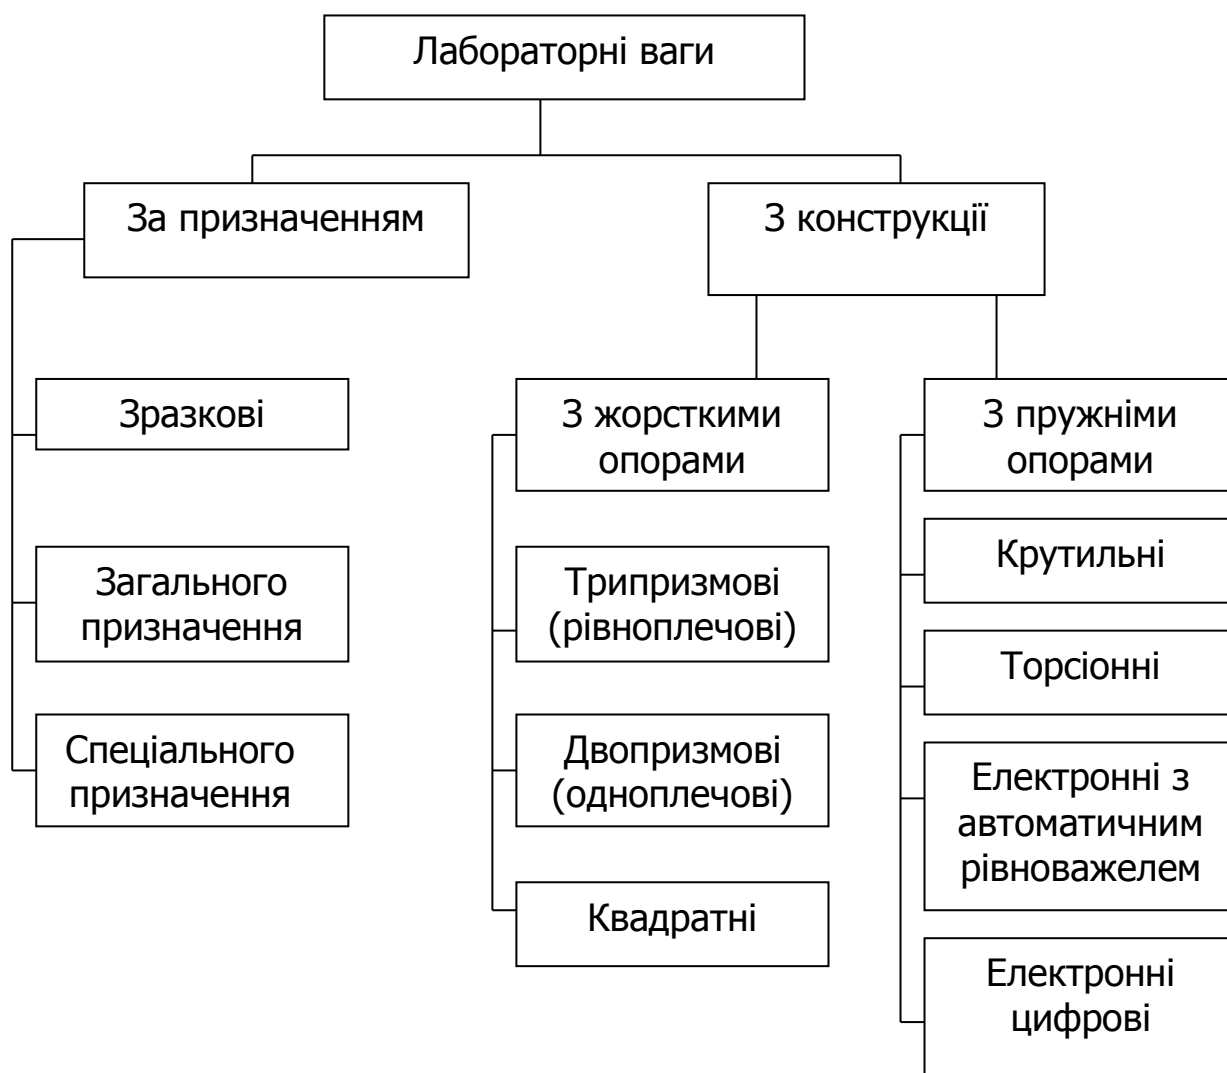 Лабораторні ваги
За призначенням
З конструкції
Зразкові
Загального
призначення
Спеціального
призначення
З жорсткими
опорами
Трипризмові
(рівноплечові)
Двопризмові
(одноплечові)
Квадратні
З пружніми
опорами
Крутильні
Торсіонні
Електронні з
автоматичним
рівноважелем
Електронні
цифрові